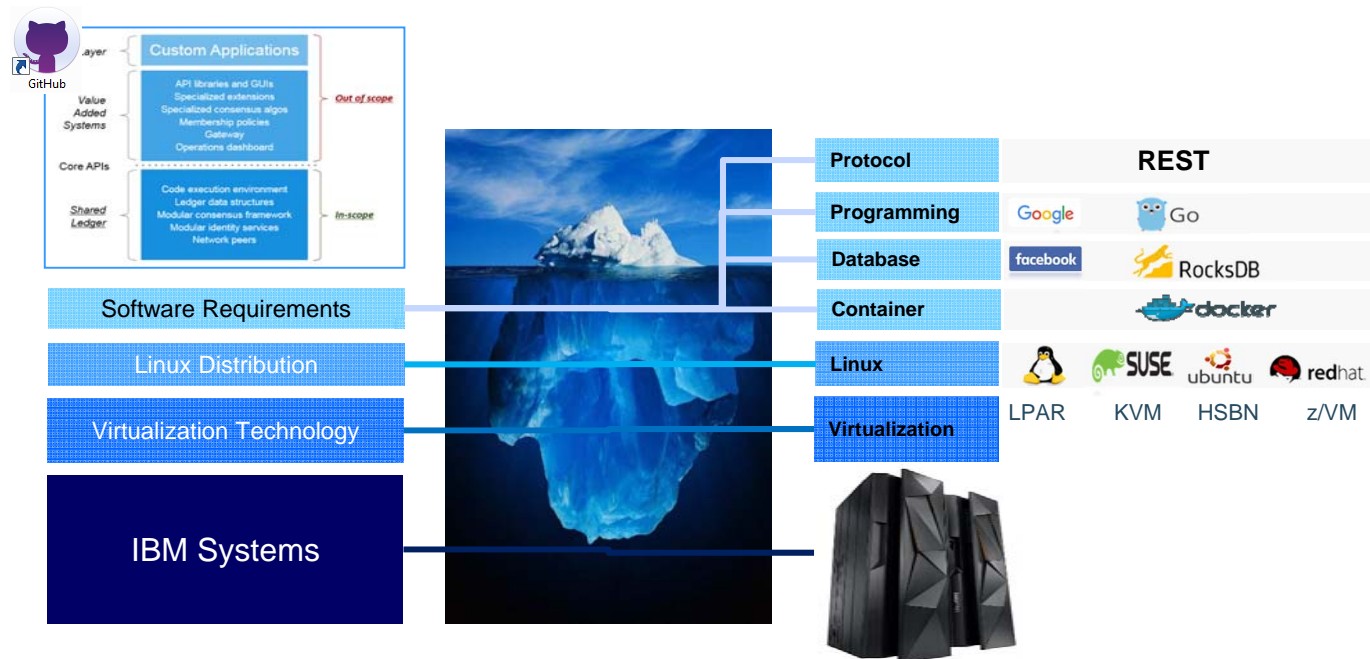 GitHub
ayer
Custom Applications
Value
Added
Systems
API libraries and GUIs
Specialized extensions
Specialized consensus algos
Membership policies
Gateway
Operations dashboard
Out of scope
Core APIs
Shared
Ledger
Code execution environment
Ledger data structures
Modular consensus framework
Modular identity services
Network peers
In-scope
Software Requirements
Linux Distribution
Virtualization Technology
IBM Systems
Protocol
REST
Programming
Google
Go
Database
facebook
RocksDB
Container
docker
Linux
SUSE
ubuntu
redhat
Virtualization
LPAR
KVM
HSBN
z/VM